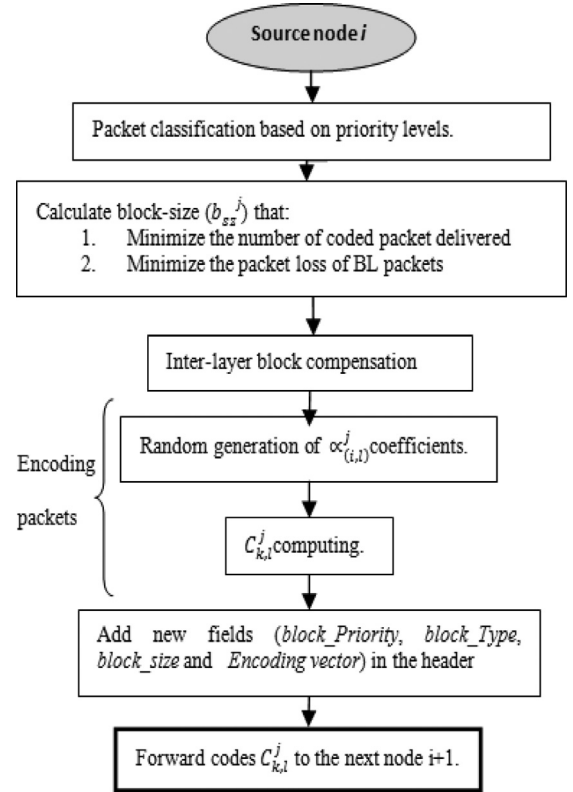 Source node i
Packet classification based on priority levels.
Calculate block-size (b_sz^j) that:
1. Minimize the number of coded packet delivered
2. Minimize the packet loss of BL packets
Inter-layer block compensation
Encoding
packets
Random generation of ∝^j_(i,l) coefficients.
C^j_k,l computing.
Add new fields (block_Priority, block_Type,
block_size and Encoding vector) in the header
Forward codes C^j_k,l to the next node i+1.